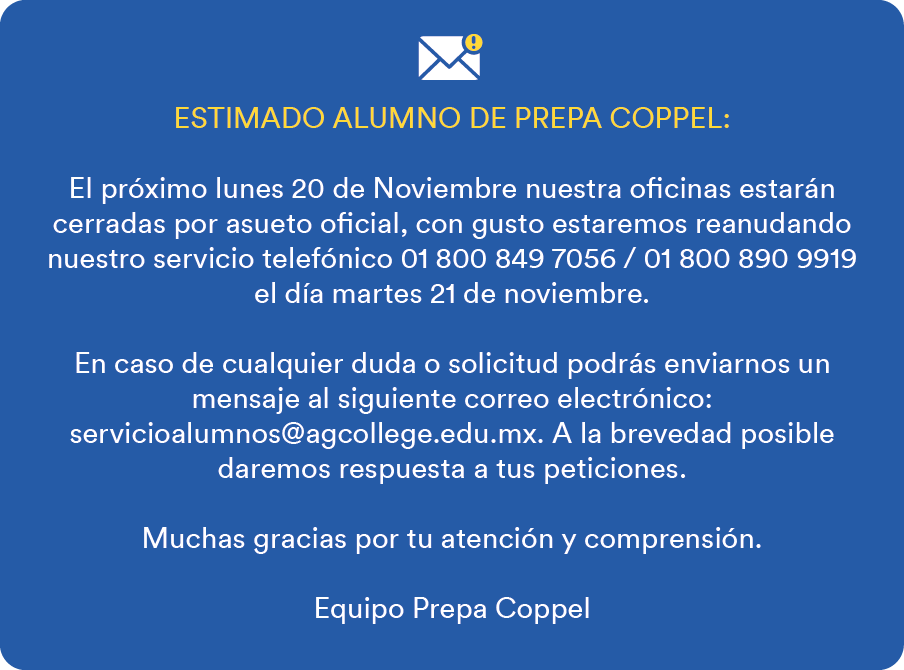 ESTIMADO ALUMNO DE PREPA COPPEL:
El próximo lunes 20 de Noviembre nuestra oficinas estarán
cerradas por asueto oficial, con gusto estaremos reanudando
nuestro servicio telefónico 01 800 849 7056 / 01 800 890 9919
el día martes 21 de noviembre.
En caso de cualquier duda o solicitud podrás enviarnos un
mensaje al siguiente correo electrónico:
servicioalumnos@agcollege.edu.mx. A la brevedad posible
daremos respuesta a tus peticiones.
Muchas gracias por tu atención y comprensión.
Equipo Prepa Coppel